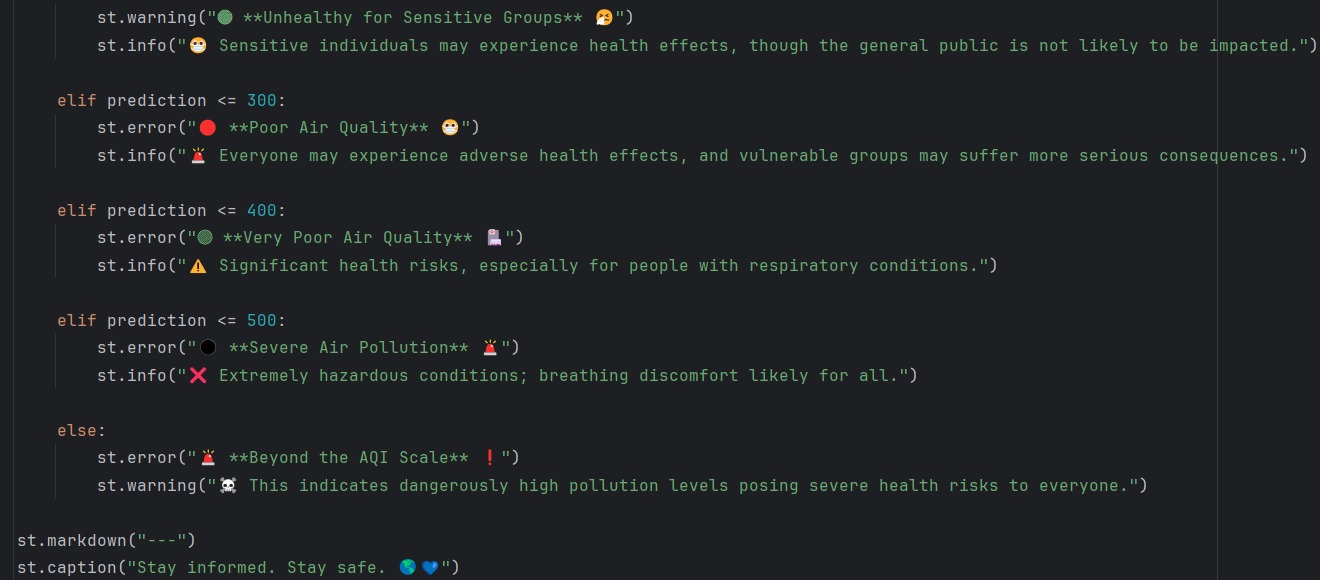 st.warning("🟠 **Unhealthy for Sensitive Groups** 🤧")
st.info("😷 Sensitive individuals may experience health effects, though the general public is not likely to be impacted.")
elif prediction <= 300:
st.error("🔴 **Poor Air Quality** 😷")
st.info("🚨 Everyone may experience adverse health effects, and vulnerable groups may suffer more serious consequences.")
elif prediction <= 400:
st.error("🟣 **Very Poor Air Quality** 🏥")
st.info("⚠️ Significant health risks, especially for people with respiratory conditions.")
elif prediction <= 500:
st.error("⚫ **Severe Air Pollution** 🚨")
st.info("❌ Extremely hazardous conditions; breathing discomfort likely for all.")
else:
st.error("🚨 **Beyond the AQI Scale** ❗")
st.warning("☠️ This indicates dangerously high pollution levels posing severe health risks to everyone.")
st.markdown("---")
st.caption("Stay informed. Stay safe. 🌎💙")